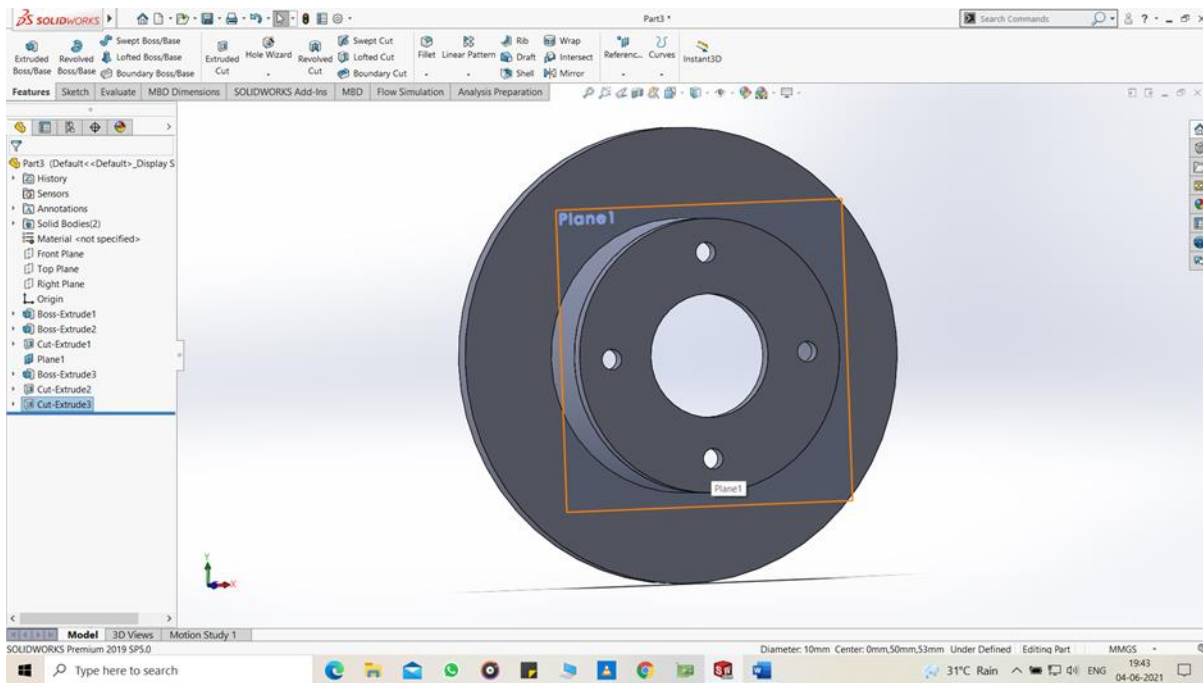 SOLIDWORKS
Part3 *
Search Commands
Extruded Boss/Base
Revolved Boss/Base
Swept Boss/Base
Lofted Boss/Base
Boundary Boss/Base
Extruded Cut
Hole Wizard
Revolved Cut
Swept Cut
Lofted Cut
Boundary Cut
Fillet
Linear Pattern
Rib
Draft
Shell
Wrap
Intersect
Mirror
Referenc...
Curves
Instant3D
Features Sketch Evaluate MBD Dimensions SOLIDWORKS Add-Ins MBD Flow Simulation Analysis Preparation
Part3 (Default<<Default>_Display S
History
Sensors
Annotations
Solid Bodies(2)
Material <not specified>
Front Plane
Top Plane
Right Plane
Origin
Boss-Extrude1
Boss-Extrude2
Cut-Extrude1
Plane1
Boss-Extrude3
Cut-Extrude2
Cut-Extrude3
Plane1
Plane1
Y
X
Model 3D Views Motion Study 1
SOLIDWORKS Premium 2019 SP5.0
Diameter: 10mm Center: 0mm,50mm,53mm Under Defined Editing Part MMGS
Type here to search
31°C Rain
ENG
19:43
04-06-2021